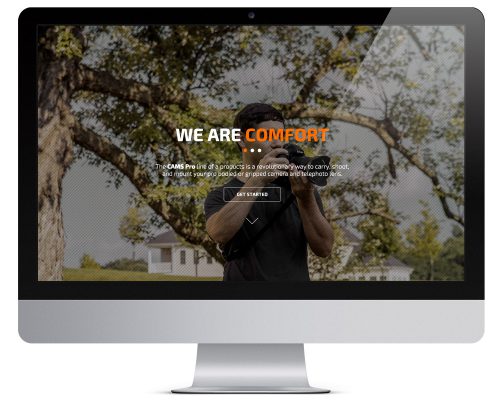 WE ARE COMFORT
The CAMS Pro line of a products is a revolutionary way to carry, shoot,
and mount your pro bodied or gripped camera and telephoto lens.
GET STARTED